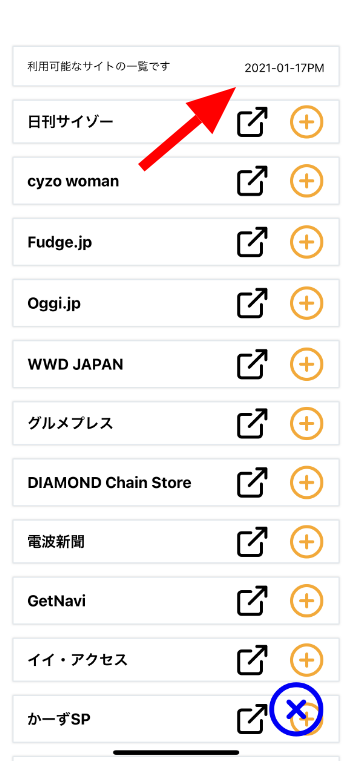 利用可能なサイトの一覧です 2021-01-17PM
日刊サイゾー
cyzo woman
Fudge.jp
Oggi.jp
WWD JAPAN
グルメプレス
DIAMOND Chain Store
電波新聞
GetNavi
イイ・アクセス
かーずSP